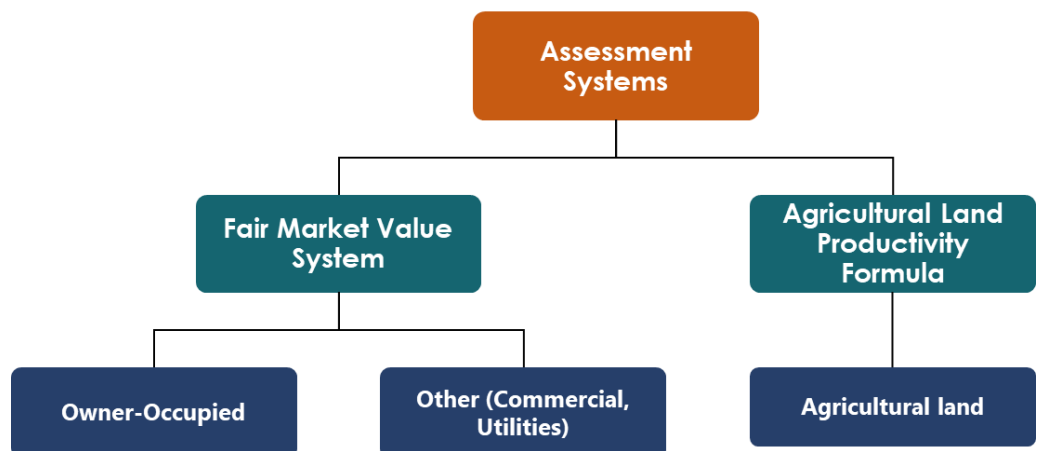 Assessment
Systems
Fair Market Value
System
Agricultural Land
Productivity
Formula
Owner-Occupied
Other (Commercial,
Utilities)
Agricultural land